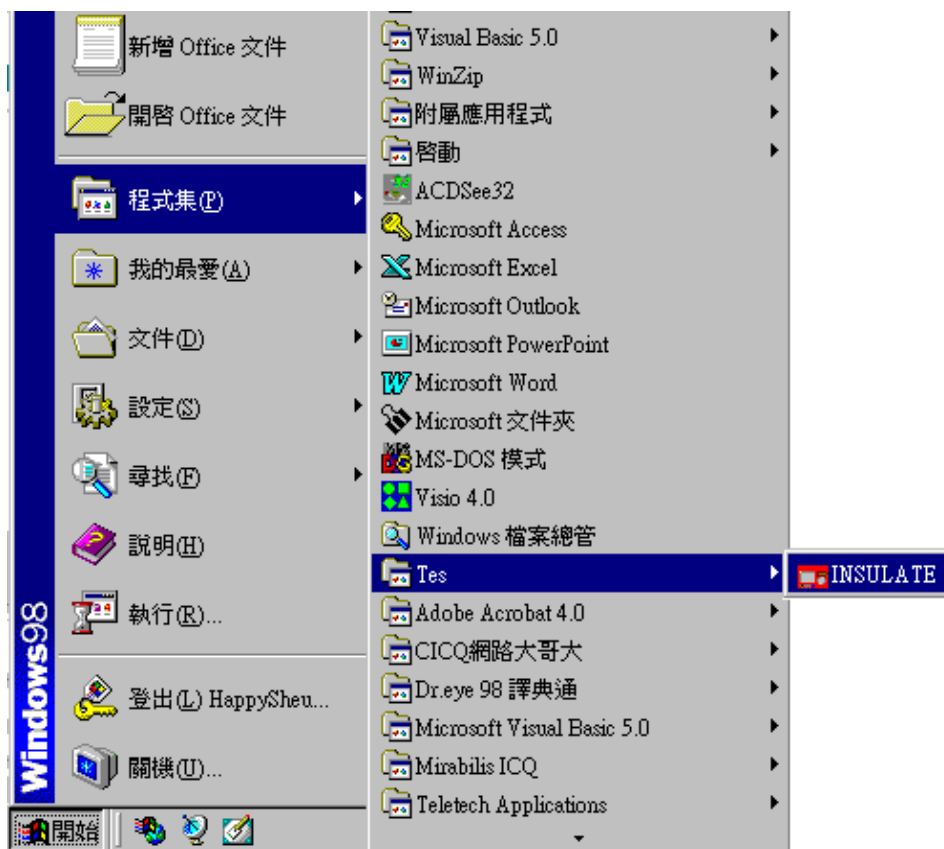 新增 Office 文件
開啓 Office 文件
程式集(P)
我的最愛(A)
文件(D)
設定(S)
尋找(F)
說明(H)
執行(R)...
登出(L) HappySheu...
關機(U)...
Windows98
開始
Visual Basic 5.0
WinZip
附屬應用程式
啓動
ACDSee32
Microsoft Access
Microsoft Excel
Microsoft Outlook
Microsoft PowerPoint
Microsoft Word
Microsoft 文件夾
MS-DOS 模式
Visio 4.0
Windows 檔案總管
Tes
Adobe Acrobat 4.0
CICQ網路大哥大
Dr.eye 98 譯典通
Microsoft Visual Basic 5.0
Mirabilis ICQ
Teletech Applications
INSULATE